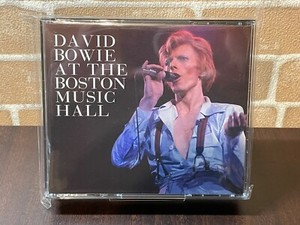 DAVID
BOWIE
AT THE
BOSTON
MUSIC
HALL